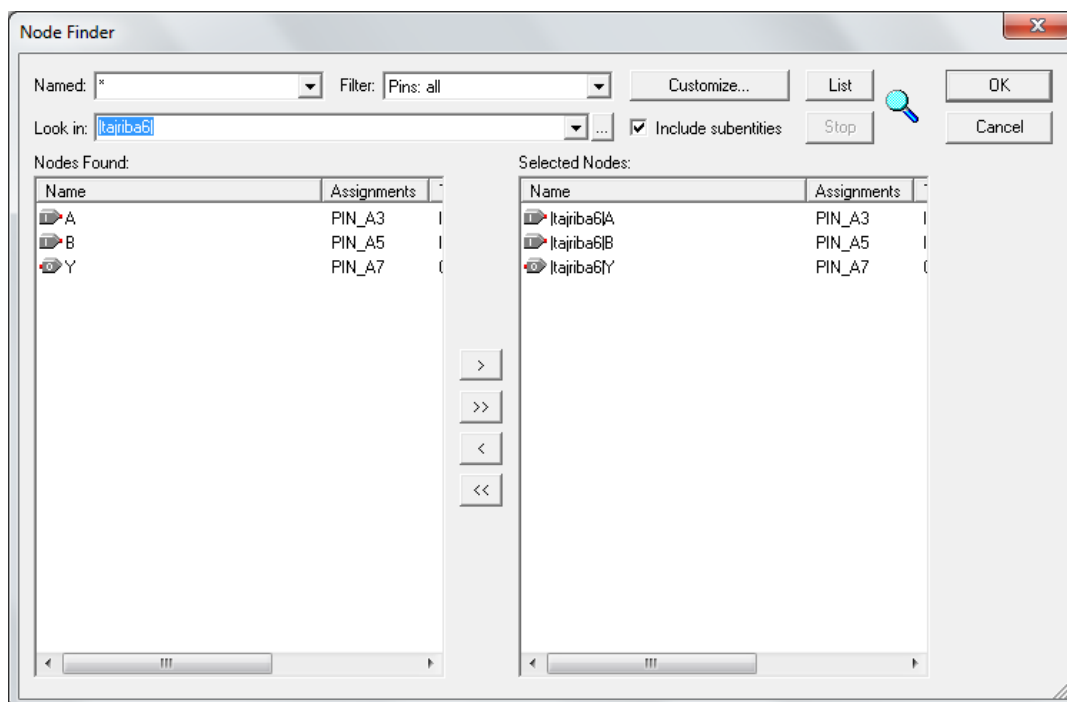 Node Finder
Named: * Filter: Pins: all Customize... List OK
Look in: |tajriba6| ... Include subentities Stop Cancel
Nodes Found: Selected Nodes:
Name Assignments Name Assignments
A PIN_A3 |tajriba6|A PIN_A3
B PIN_A5 |tajriba6|B PIN_A5
Y PIN_A7 |tajriba6|Y PIN_A7
>
>>
<
<<